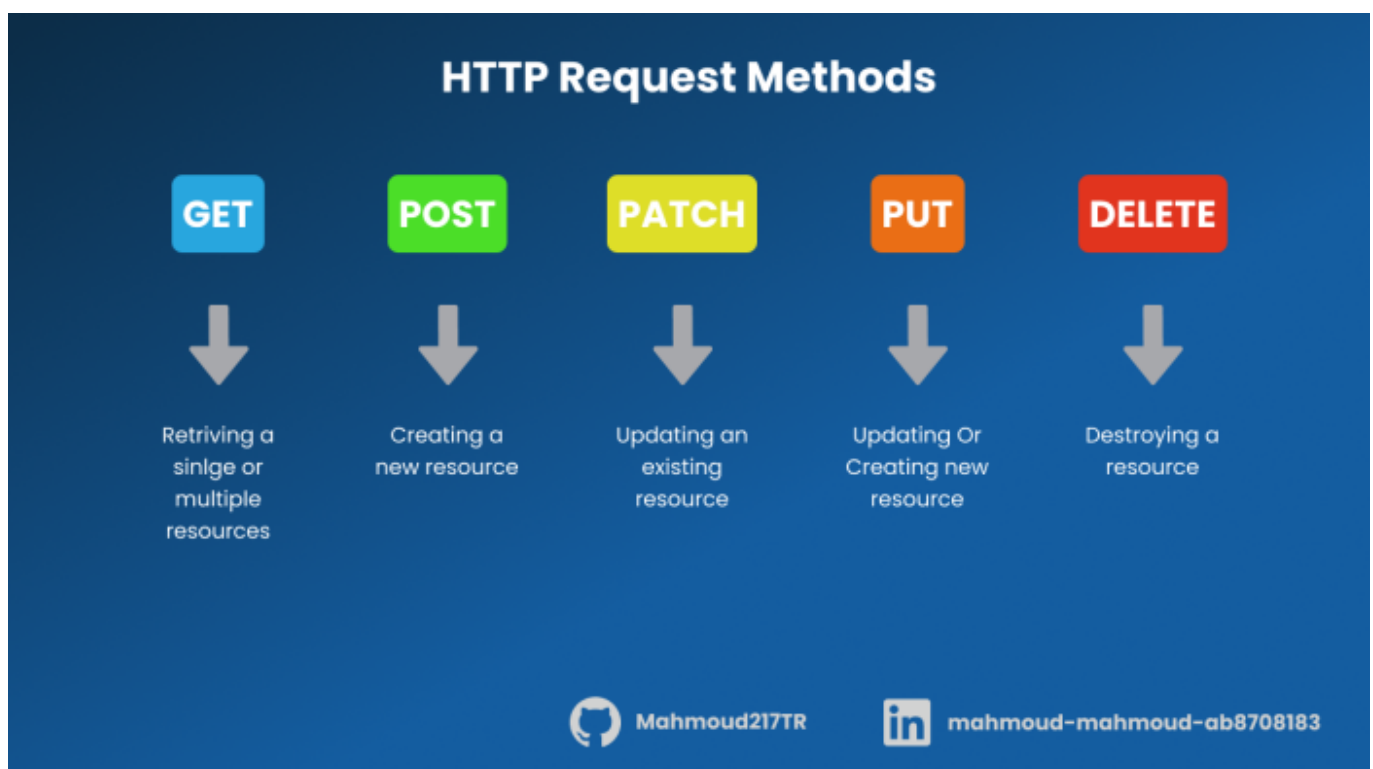 HTTP Request Methods
GET
POST
PATCH
PUT
DELETE
Retriving a
sinlge or
multiple
resources
Creating a
new resource
Updating an
existing
resource
Updating Or
Creating new
resource
Destroying a
resource
Mahmoud217TR
in
mahmoud-mahmoud-ab8708183